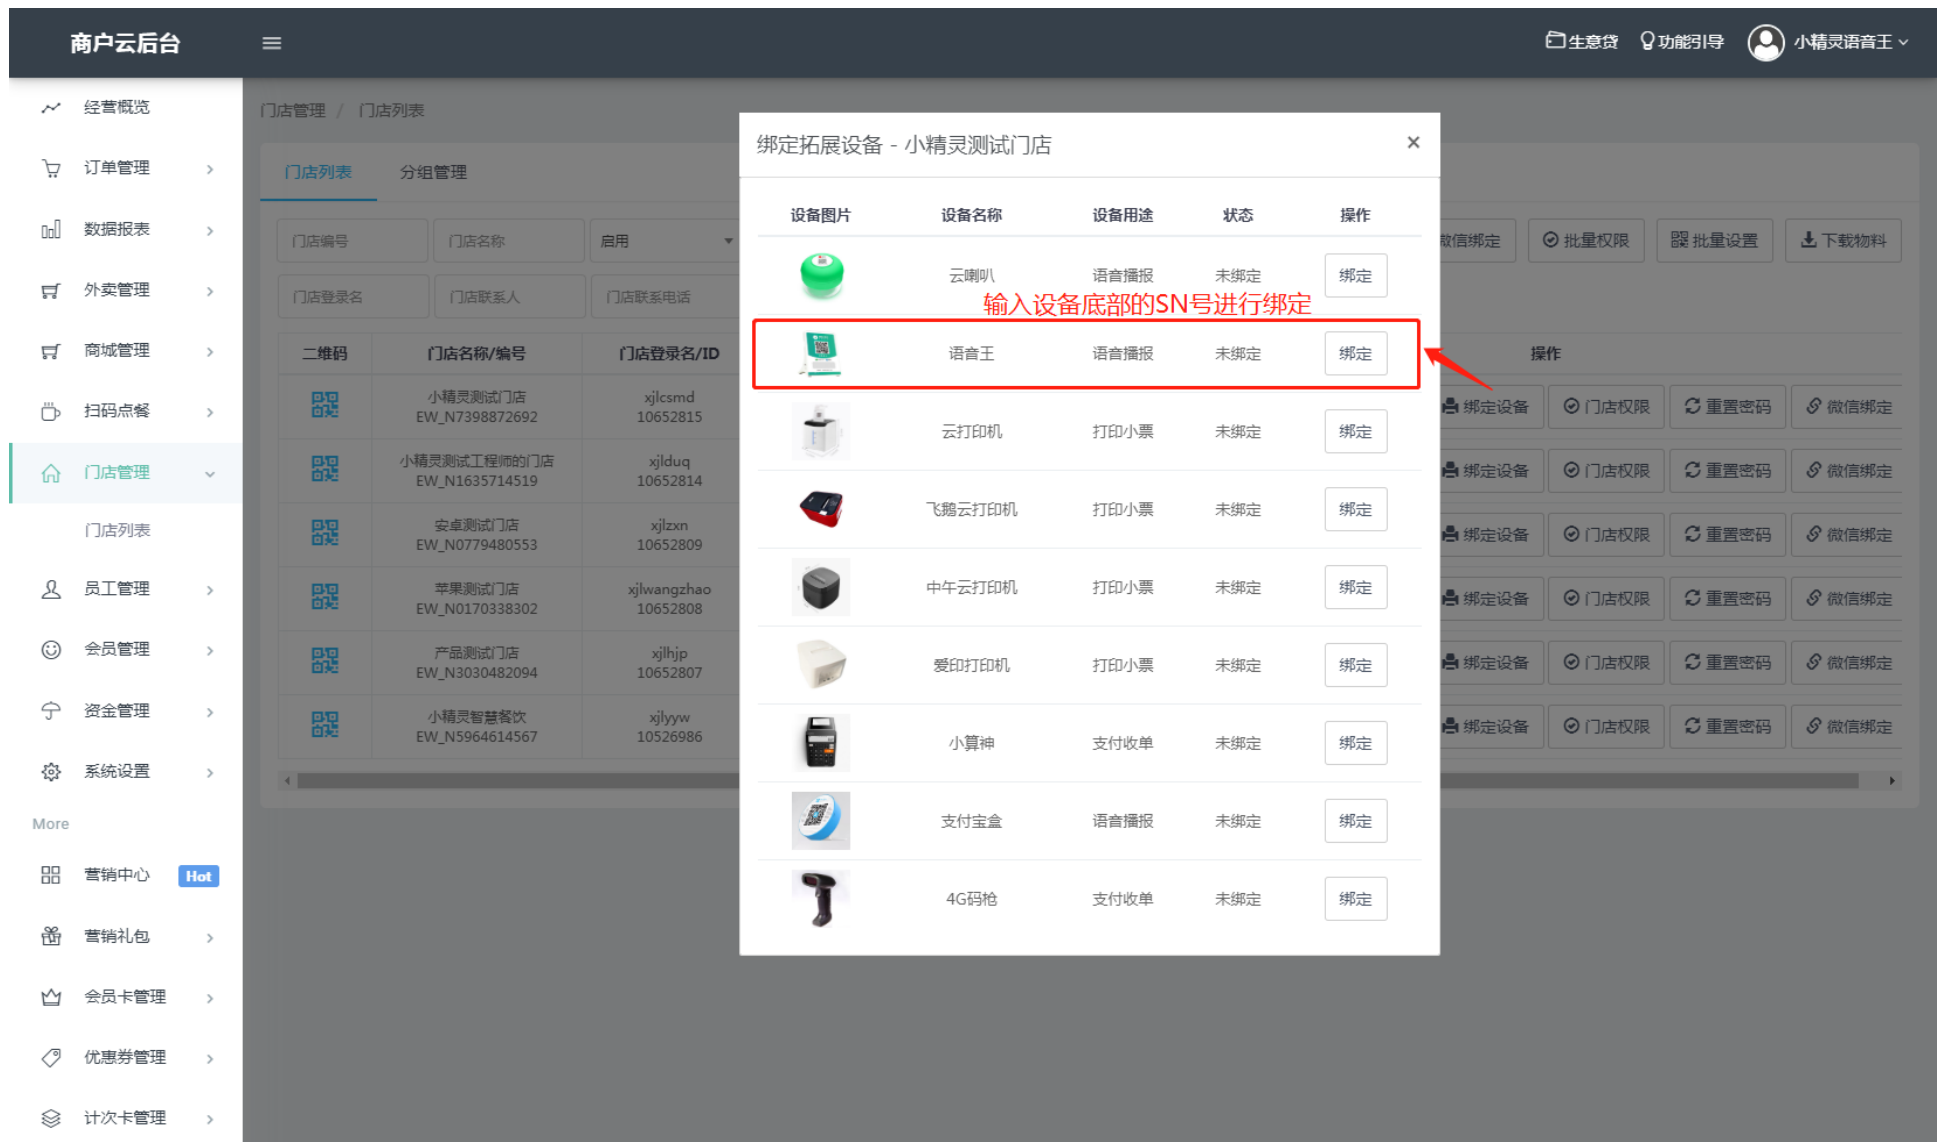 商户云后台
生意贷 功能引导 小精灵语音王
经营概览
订单管理
数据报表
外卖管理
商城管理
扫码点餐
门店管理
门店列表
员工管理
会员管理
资金管理
系统设置
More
营销中心 Hot
营销礼包
会员卡管理
优惠券管理
计次卡管理
门店管理 / 门店列表
门店列表 分组管理
门店编号 门店名称 启用
微信绑定 批量权限 批量设置 下载物料
门店登录名 门店联系人 门店联系电话
二维码 门店名称/编号 门店登录名/ID 操作
小精灵测试门店 xjlcsmd
EW_N7398872692 10652815
绑定设备 门店权限 重置密码 微信绑定
小精灵测试工程师的门店 xjlduq
EW_N1635714519 10652814
绑定设备 门店权限 重置密码 微信绑定
安卓测试门店 xjlzxn
EW_N0779480553 10652809
绑定设备 门店权限 重置密码 微信绑定
苹果测试门店 xjlwangzhao
EW_N0170338302 10652808
绑定设备 门店权限 重置密码 微信绑定
产品测试门店 xjlhjp
EW_N3030482094 10652807
绑定设备 门店权限 重置密码 微信绑定
小精灵智慧餐饮 xjlyyw
EW_N5964614567 10526986
绑定设备 门店权限 重置密码 微信绑定
绑定拓展设备 - 小精灵测试门店 ×
设备图片 设备名称 设备用途 状态 操作
云喇叭 语音播报 未绑定 绑定
输入设备底部的SN号进行绑定
语音王 语音播报 未绑定 绑定
云打印机 打印小票 未绑定 绑定
飞鹅云打印机 打印小票 未绑定 绑定
中午云打印机 打印小票 未绑定 绑定
爱印打印机 打印小票 未绑定 绑定
小算神 支付收单 未绑定 绑定
支付宝盒 语音播报 未绑定 绑定
4G码枪 支付收单 未绑定 绑定